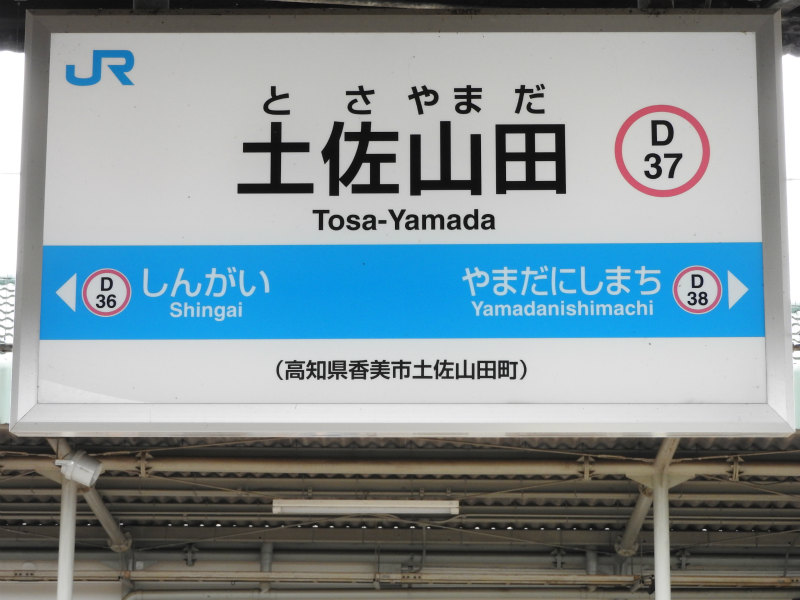 JR
とさやまだ
土佐山田
D
37
Tosa-Yamada
D
36
しんがい
Shingai
やまだにしまち
Yamadanishimachi
D
38
(高知県香美市土佐山田町)